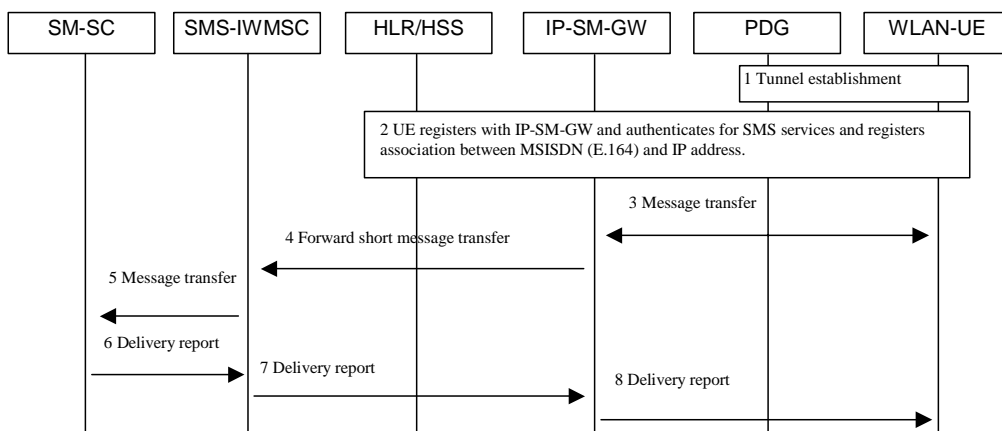 SM-SC
SMS-IWMSC
HLR/HSS
IP-SM-GW
PDG
WLAN-UE
1 Tunnel establishment
2 UE registers with IP-SM-GW and authenticates for SMS services and registers
association between MSISDN (E.164) and IP address.
3 Message transfer
4 Forward short message transfer
5 Message transfer
6 Delivery report
7 Delivery report
8 Delivery report